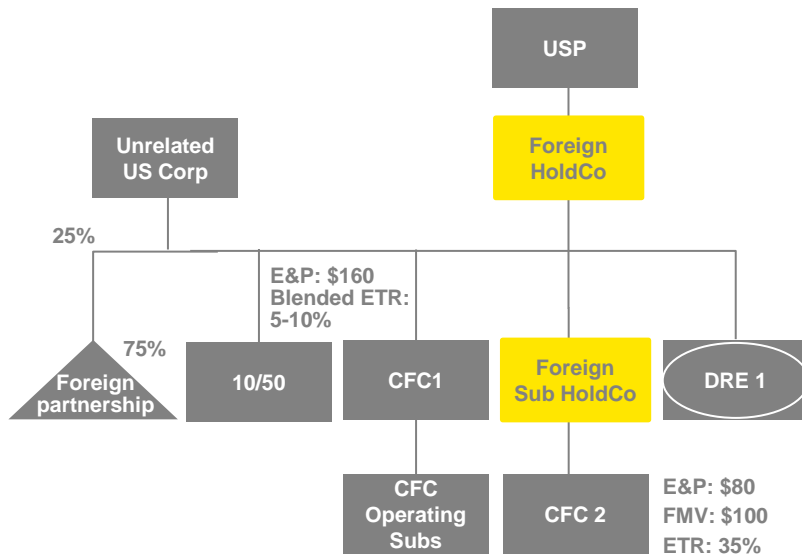 USP
Unrelated
US Corp
Foreign
HoldCo
25%
E&P: $160
Blended ETR:
5-10%
75%
Foreign
partnership
10/50
CFC1
Foreign
Sub HoldCo
DRE 1
CFC
Operating
Subs
CFC 2
E&P: $80
FMV: $100
ETR: 35%